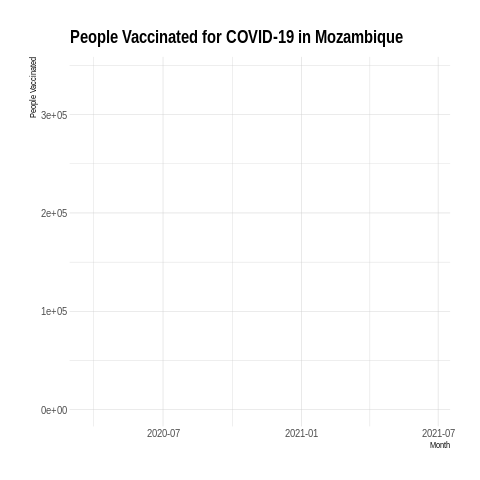 People Vaccinated for COVID-19 in Mozambique
People Vaccinated
3e+05
2e+05
1e+05
0e+00
2020-07 2021-01 2021-07
Month